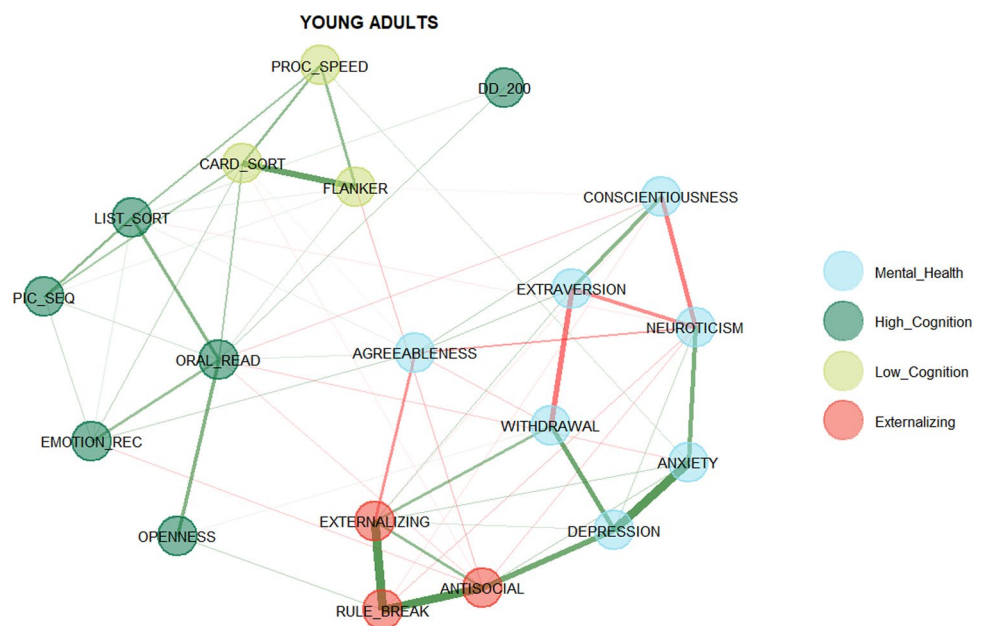 YOUNG ADULTS
PROC_SPEED
DD_200
CARD_SORT
FLANKER
CONSCIENTIOUSNESS
LIST_SORT
EXTRAVERSION
PIC_SEQ
NEUROTICISM
ORAL_READ
AGREEABLENESS
WITHDRAWAL
EMOTION_REC
ANXIETY
EXTERNALIZING
DEPRESSION
OPENNESS
ANTISOCIAL
RULE_BREAK
Mental_Health
High_Cognition
Low_Cognition
Externalizing